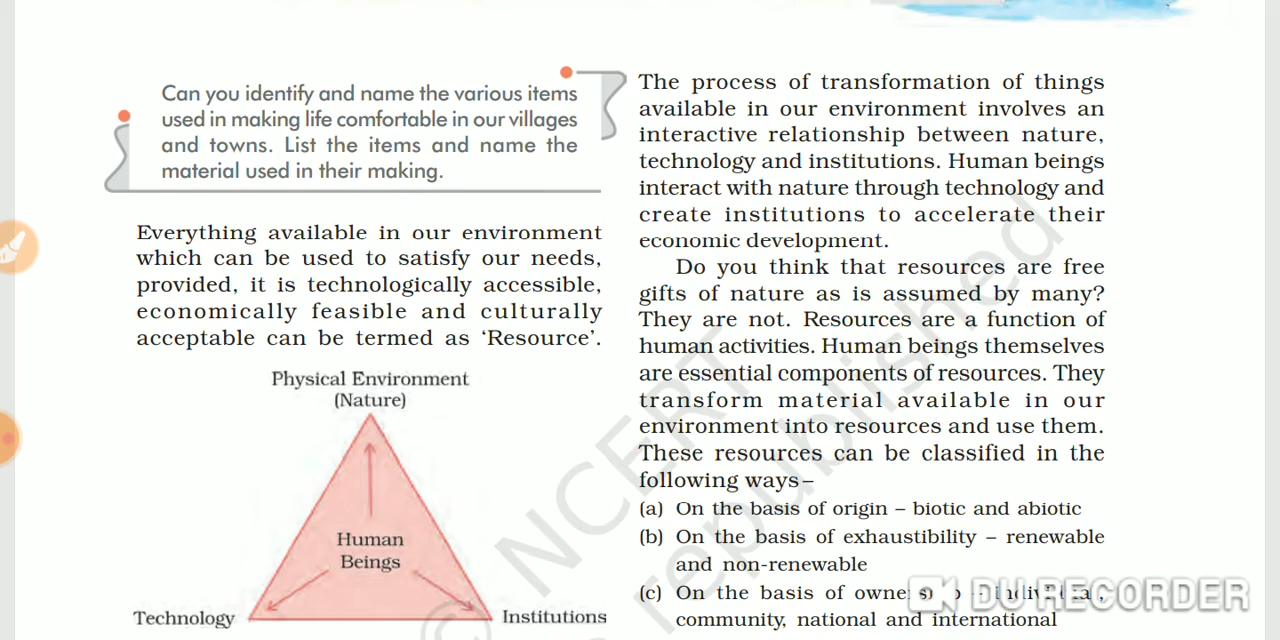 Can you identify and name the various items
used in making life comfortable in our villages
and towns. List the items and name the
material used in their making.
Everything available in our environment
which can be used to satisfy our needs,
provided, it is technologically accessible,
economically feasible and culturally
acceptable can be termed as ‘Resource’.
Physical Environment
(Nature)
Human
Beings
Technology
Institutions
The process of transformation of things
available in our environment involves an
interactive relationship between nature,
technology and institutions. Human beings
interact with nature through technology and
create institutions to accelerate their
economic development.
Do you think that resources are free
gifts of nature as is assumed by many?
They are not. Resources are a function of
human activities. Human beings themselves
are essential components of resources. They
transform material available in our
environment into resources and use them.
These resources can be classified in the
following ways–
(a) On the basis of origin – biotic and abiotic
(b) On the basis of exhaustibility – renewable
and non-renewable
(c) On the basis of
community, national and international
© NCERT
republished
DU RECORDER